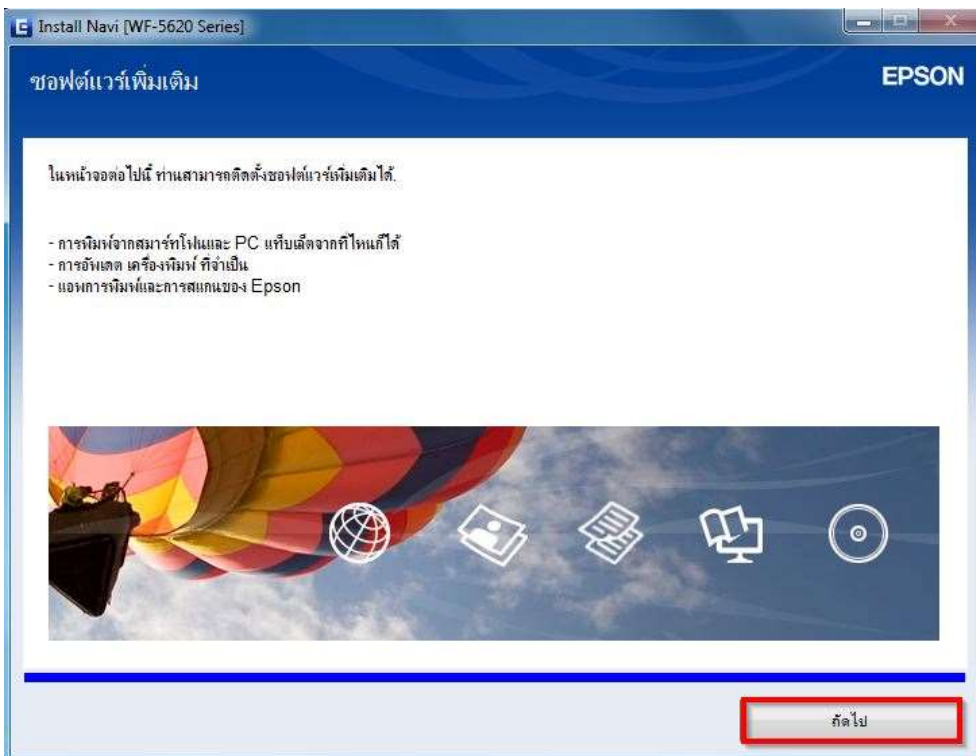 Install Navi [WF-5620 Series]
ซอฟต์แวร์เพิ่มเติม
EPSON
ในหน้าจอต่อไปนี้ ท่านสามารถติดตั้งซอฟต์แวร์เพิ่มเติมได้.
- การพิมพ์จากสมาร์ทโฟนและ PC แท็บเล็ตจากที่ไหนก็ได้
- การอัพเดต เครื่องพิมพ์ ที่จำเป็น
- แอพการพิมพ์และการสแกนของ Epson
ถัดไป